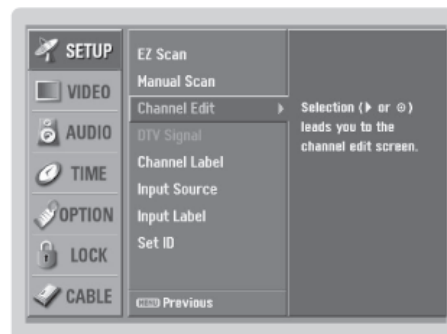 SETUP
VIDEO
AUDIO
TIME
OPTION
LOCK
CABLE
EZ Scan
Manual Scan
Channel Edit ▶
DTV Signal
Channel Label
Input Source
Input Label
Set ID
MENU Previous
Selection (▶ or ⊙)
leads you to the
channel edit screen.